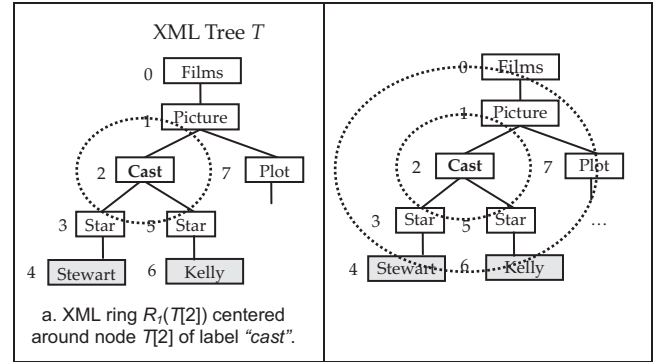 XML Tree T
0 Films
1 Picture
2 Cast 7 Plot
3 Star 5 Star
4 Stewart 6 Kelly
a. XML ring R1(T[2]) centered
around node T[2] of label "cast".
0 Films
1 Picture
2 Cast 7 Plot
3 Star 5 Star ...
4 Stewart 6 Kelly